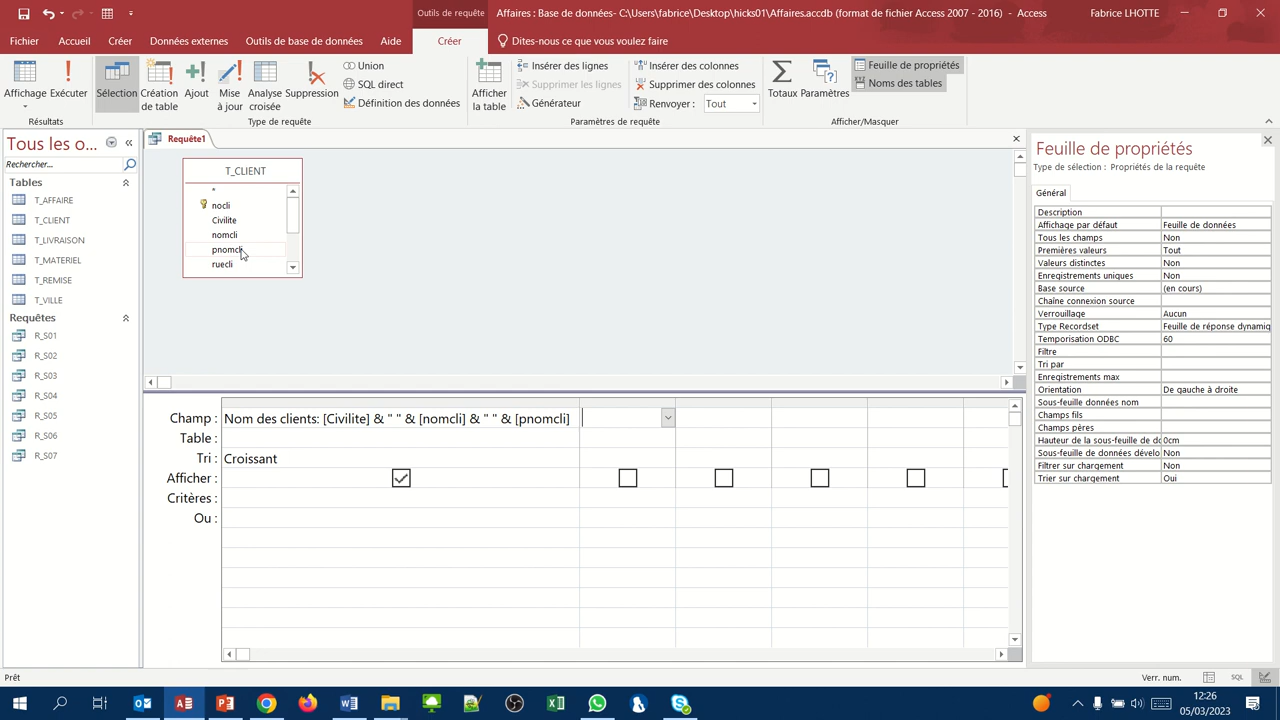 Outils de requête
Affaires : Base de données- C:\Users\fabrice\Desktop\hicks01\Affaires.accdb (format de fichier Access 2007 - 2016) - Access
Fabrice LHOTTE
Fichier Accueil Créer Données externes Outils de base de données Aide Créer Dites-nous ce que vous voulez faire
Affichage
Exécuter
Résultats
Sélection
Création de table
Ajout
Mise à jour
Analyse croisée
Suppression
Union
SQL direct
Définition des données
Type de requête
Afficher la table
Insérer des lignes
Supprimer les lignes
Générateur
Insérer des colonnes
Supprimer des colonnes
Renvoyer : Tout
Paramètres de requête
Totaux
Paramètres
Feuille de propriétés
Noms des tables
Afficher/Masquer
Tous les o...
Rechercher...
Tables
T_AFFAIRE
T_CLIENT
T_LIVRAISON
T_MATERIEL
T_REMISE
T_VILLE
Requêtes
R_S01
R_S02
R_S03
R_S04
R_S05
R_S06
R_S07
Requête1
T_CLIENT
*
nocli
Civilite
nomcli
pnomcli
ruecli
Champ : Nom des clients: [Civilite] & " " & [nomcli] & " " & [pnomcli]
Table :
Tri : Croissant
Afficher :
Critères :
Ou :
Feuille de propriétés
Type de sélection : Propriétés de la requête
Général
Description
Affichage par défaut Feuille de données
Tous les champs Non
Premières valeurs Tout
Valeurs distinctes Non
Enregistrements uniques Non
Base source (en cours)
Chaîne connexion source
Verrouillage Aucun
Type Recordset Feuille de réponse dynamiq
Temporisation ODBC 60
Filtre
Tri par
Enregistrements max
Orientation De gauche à droite
Sous-feuille données nom
Champs fils
Champs pères
Hauteur de la sous-feuille de do 0cm
Sous-feuille de données dévelo Non
Filtrer sur chargement Non
Trier sur chargement Oui
Prêt
Verr. num.
SQL
12:26
05/03/2023